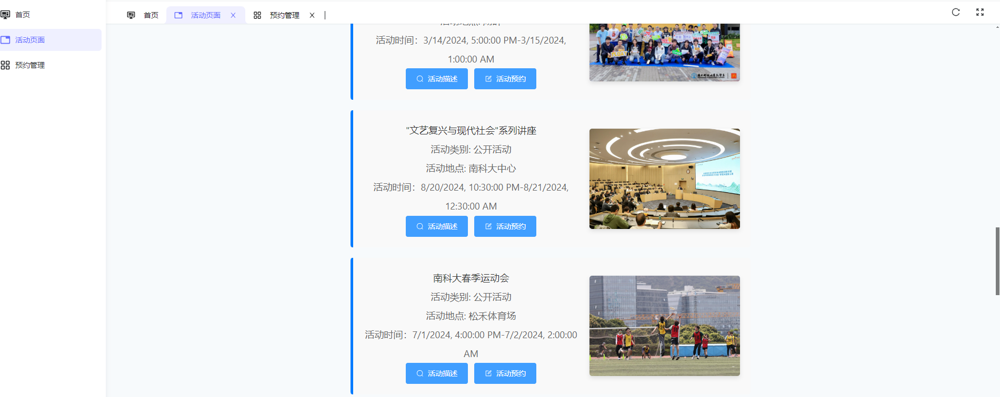 首页
活动页面
预约管理
首页
活动页面
预约管理
活动时间：3/14/2024, 5:00:00 PM-3/15/2024,
1:00:00 AM
活动描述
活动预约
"文艺复兴与现代社会"系列讲座
活动类别: 公开活动
活动地点: 南科大中心
活动时间：8/20/2024, 10:30:00 PM-8/21/2024,
12:30:00 AM
活动描述
活动预约
南科大春季运动会
活动类别: 公开活动
活动地点: 松禾体育场
活动时间：7/1/2024, 4:00:00 PM-7/2/2024, 2:00:00
AM
活动描述
活动预约